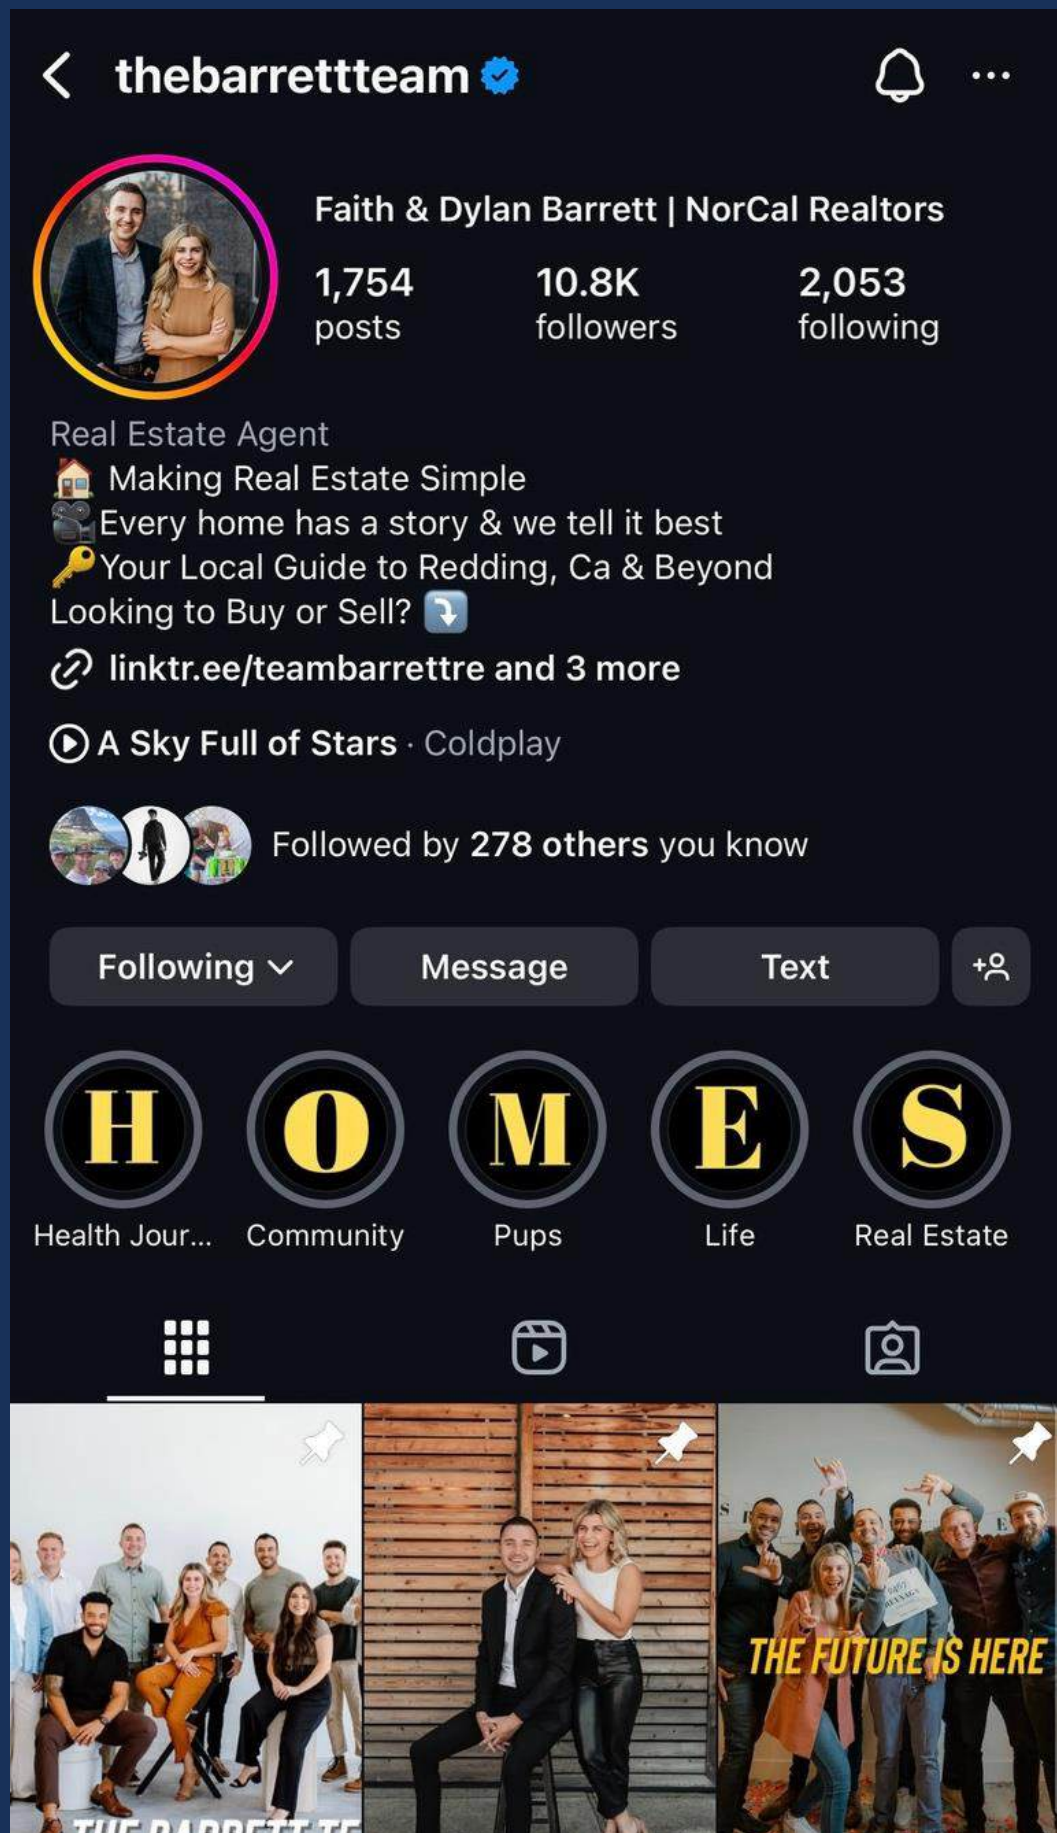 thebarrettteam
Faith & Dylan Barrett | NorCal Realtors
1,754 10.8K 2,053
posts followers following
Real Estate Agent
🏠 Making Real Estate Simple
🎥Every home has a story & we tell it best
🔑Your Local Guide to Redding, Ca & Beyond
Looking to Buy or Sell? ⤵️
linktr.ee/teambarrettre and 3 more
A Sky Full of Stars · Coldplay
Followed by 278 others you know
Following Message Text
H O M E S
Health Jour... Community Pups Life Real Estate
THE FUTURE IS HERE
THE BARRETT TE